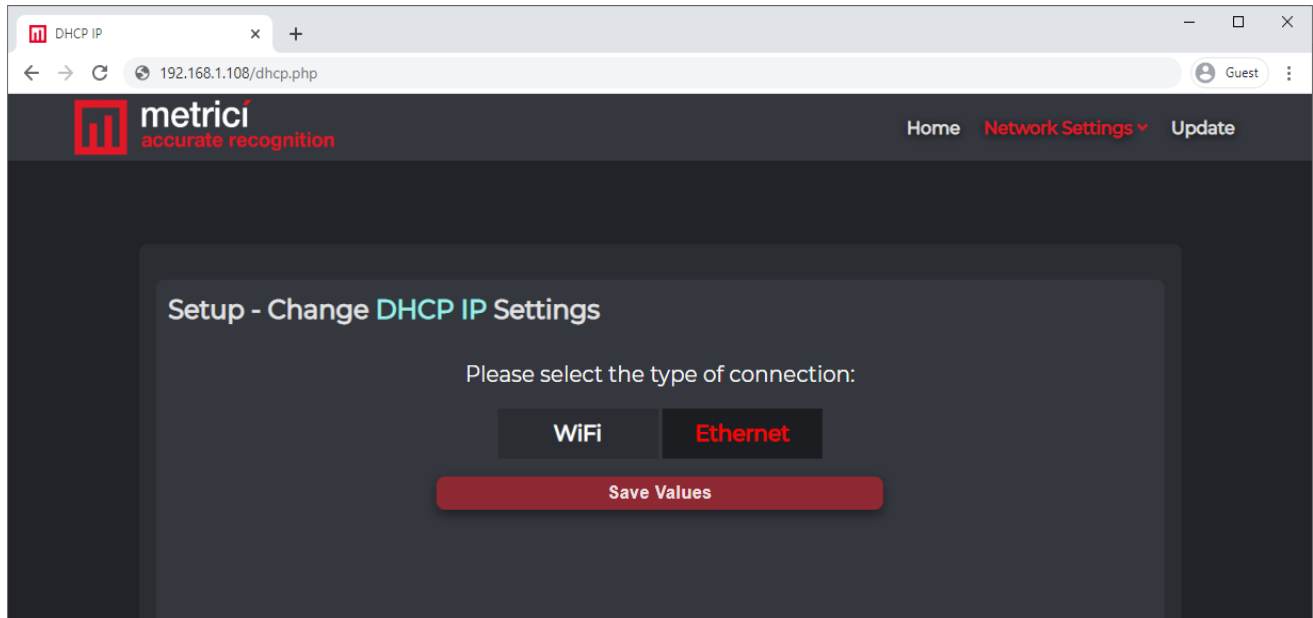 DHCP IP
192.168.1.108/dhcp.php
Guest
metrici
accurate recognition
Home Network Settings Update
Setup - Change DHCP IP Settings
Please select the type of connection:
WiFi Ethernet
Save Values